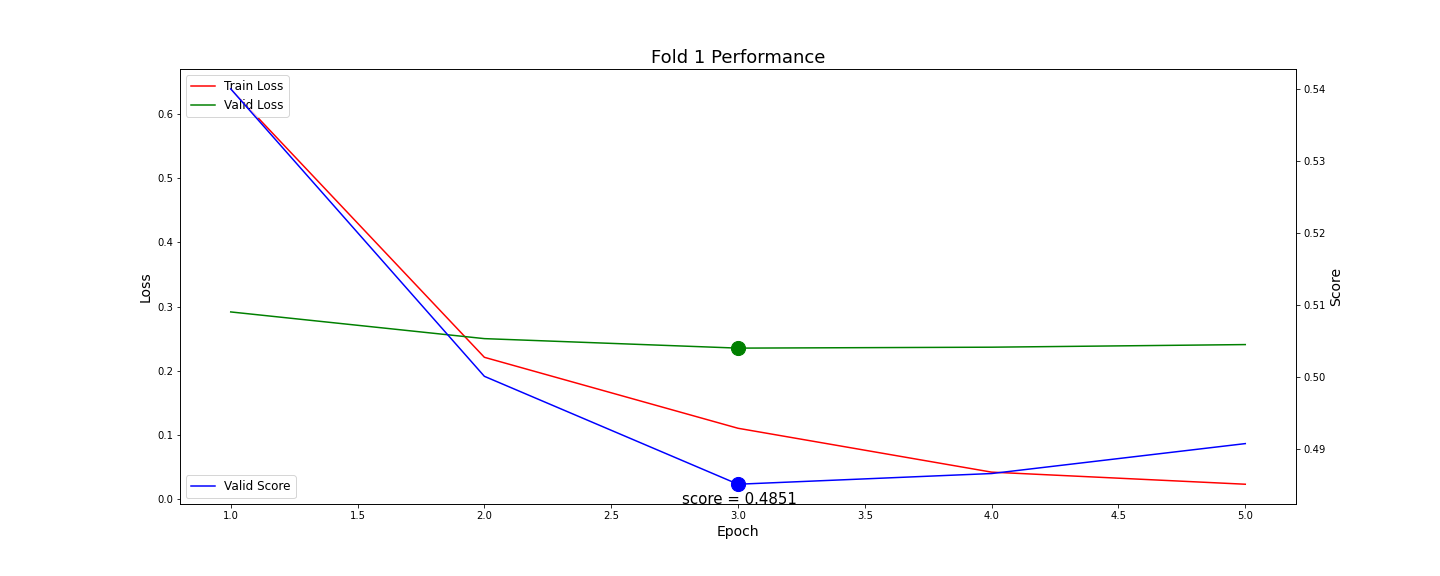 Fold 1 Performance
Train Loss
Valid Loss
Valid Score
score = 0.4851
Loss
0.6
0.5
0.4
0.3
0.2
0.1
0.0
Score
0.54
0.53
0.52
0.51
0.50
0.49
1.0 1.5 2.0 2.5 3.0 3.5 4.0 4.5 5.0
Epoch